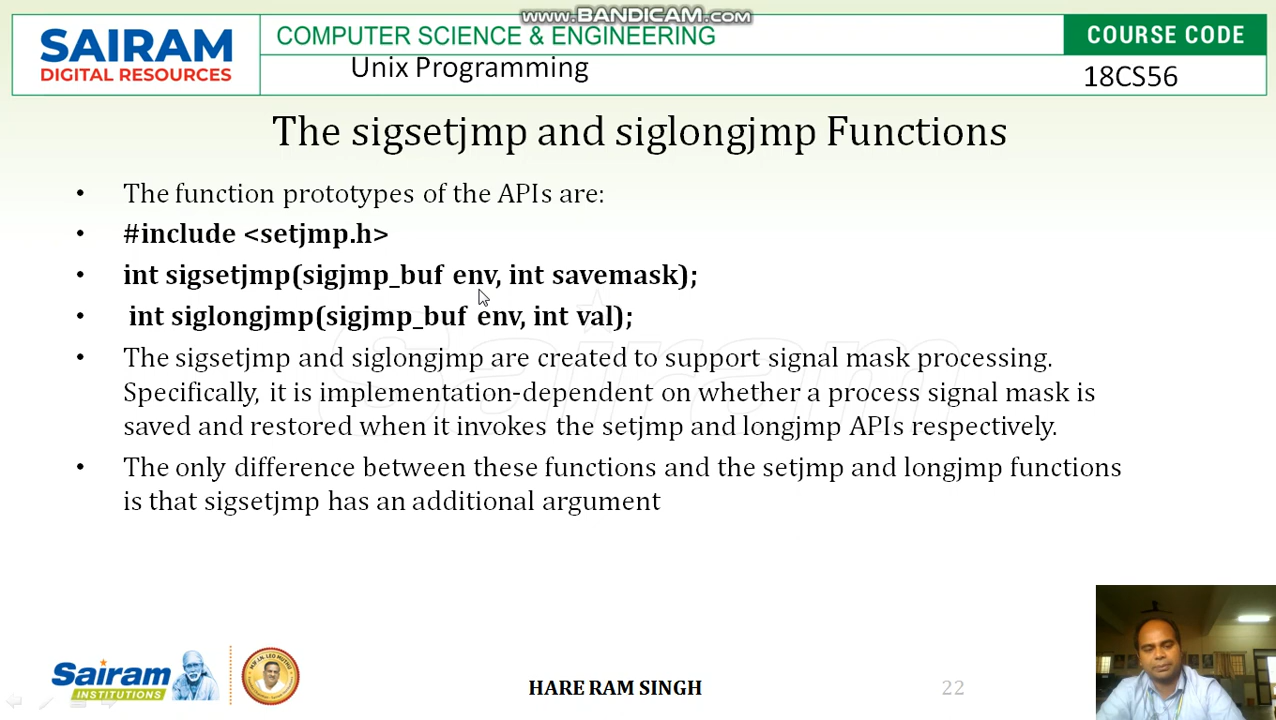 www.BANDICAM.com
SAIRAM
DIGITAL RESOURCES
COMPUTER SCIENCE & ENGINEERING
COURSE CODE
Unix Programming
18CS56
The sigsetjmp and siglongjmp Functions
• The function prototypes of the APIs are:
• #include <setjmp.h>
• int sigsetjmp(sigjmp_buf env, int savemask);
• int siglongjmp(sigjmp_buf env, int val);
• The sigsetjmp and siglongjmp are created to support signal mask processing.
Specifically, it is implementation-dependent on whether a process signal mask is
saved and restored when it invokes the setjmp and longjmp APIs respectively.
• The only difference between these functions and the setjmp and longjmp functions
is that sigsetjmp has an additional argument
Sairam
Sairam
INSTITUTIONS
HARE RAM SINGH
22